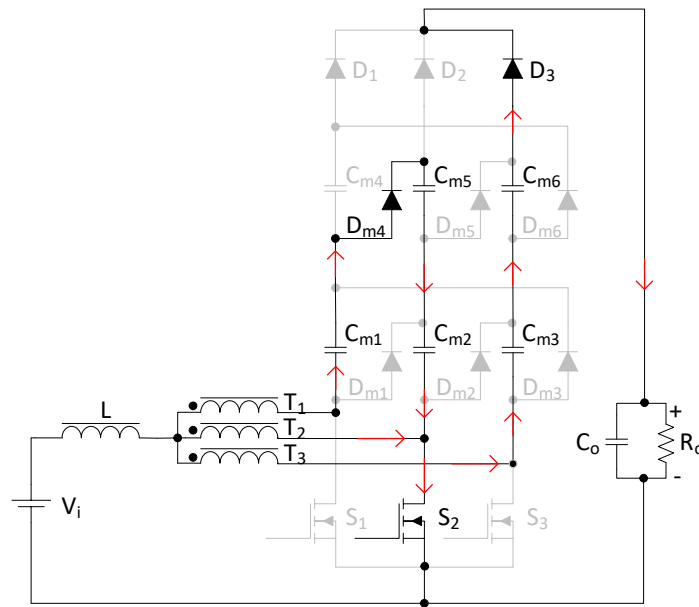 D1 D2 D3
Cm4 Cm5 Cm6
Dm4 Dm5 Dm6
Cm1 Cm2 Cm3
Dm1 Dm2 Dm3
L T1
T2
T3
Vi
S1 S2 S3
+
Co Ro
-